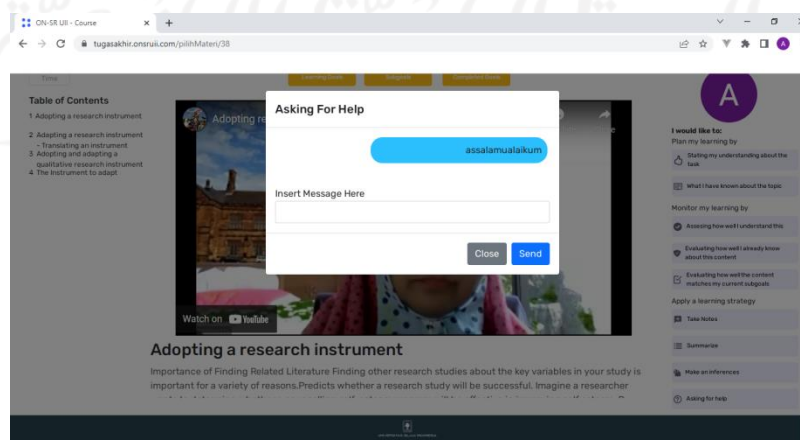 ON-SR UII - Course
tugasakhir.onsruii.com/pilihMateri/38
A
Time
Learning Goals
Subgoals
Table of Contents
1 Adopting a research instrument
2 Adapting a research instrument
- Translating an instrument
3 Adopting and adapting a
qualitative research instrument
4 The Instrument to adapt
Adopting re
Asking For Help
assalamualaikum
Insert Message Here
Close
Send
Watch on YouTube
Adopting a research instrument
Importance of Finding Related Literature Finding other research studies about the key variables in your study is
important for a variety of reasons.Predicts whether a research study will be successful. Imagine a researcher
A
I would like to:
Plan my learning by
Stating my understanding about the
task
What I have known about the topic
Monitor my learning by
Assessing how well I understand this
Evaluating how well I already know
about this content
Evaluating how well the content
matches my current subgoals
Apply a learning strategy
Take Notes
Summarize
Make an inferences
Asking for help